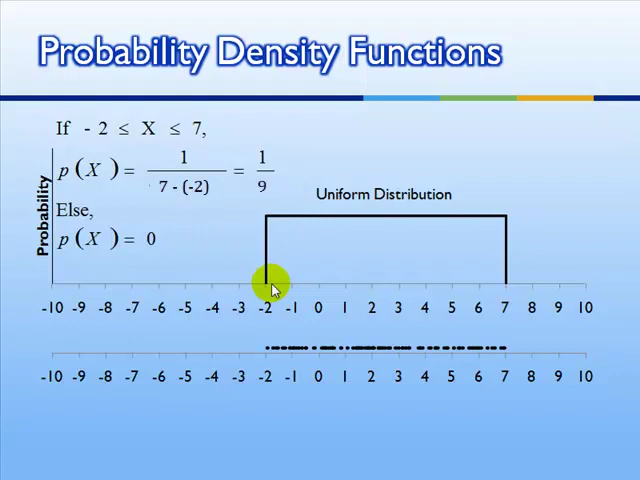 Probability Density Functions
If - 2 ≤ X ≤ 7,
p ( X ) = 1 / 7 - (-2) = 1 / 9
Else,
p ( X ) = 0
Probability
Uniform Distribution
-10 -9 -8 -7 -6 -5 -4 -3 -2 -1 0 1 2 3 4 5 6 7 8 9 10
-10 -9 -8 -7 -6 -5 -4 -3 -2 -1 0 1 2 3 4 5 6 7 8 9 10